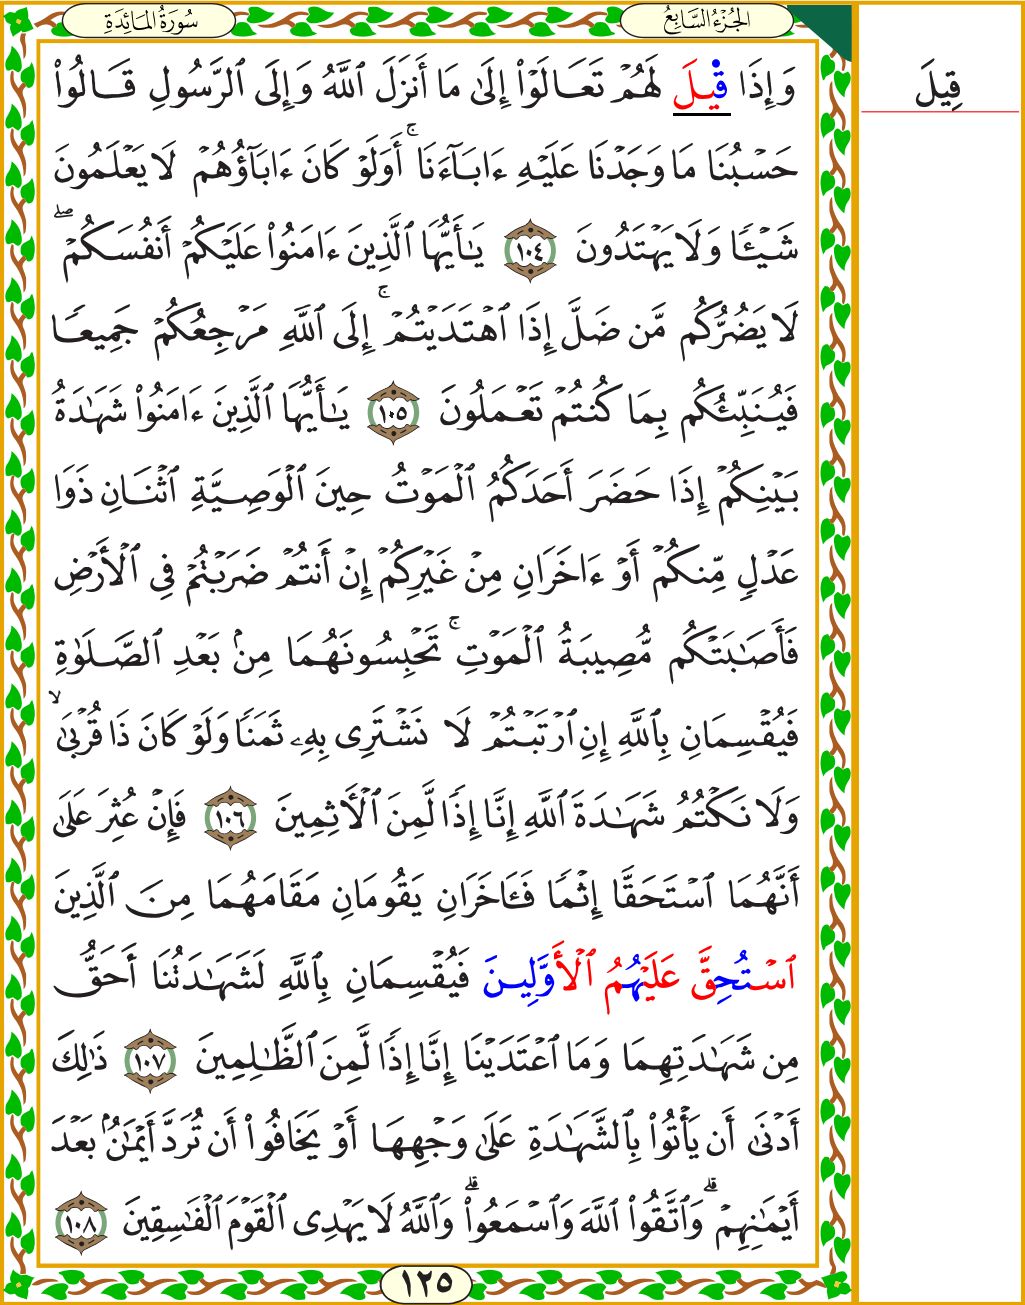 الجُزْءُ السَّابِعُ
سُورَةُ المَائِدَةِ
وَإِذَا قِيلَ لَهُمۡ تَعَالَوۡاْ إِلَىٰ مَآ أَنزَلَ ٱللَّهُ وَإِلَى ٱلرَّسُولِ قَالُواْ
حَسۡبُنَا مَا وَجَدۡنَا عَلَيۡهِ ءَابَآءَنَآۚ أَوَلَوۡ كَانَ ءَابَآؤُهُمۡ لَا يَعۡلَمُونَ
شَيۡـٔٗا وَلَا يَهۡتَدُونَ ١٠٤ يَٰٓأَيُّهَا ٱلَّذِينَ ءَامَنُواْ عَلَيۡكُمۡ أَنفُسَكُمۡۖ
لَا يَضُرُّكُم مَّن ضَلَّ إِذَا ٱهۡتَدَيۡتُمۡۚ إِلَى ٱللَّهِ مَرۡجِعُكُمۡ جَمِيعٗا
فَيُنَبِّئُكُم بِمَا كُنتُمۡ تَعۡمَلُونَ ١٠٥ يَٰٓأَيُّهَا ٱلَّذِينَ ءَامَنُواْ شَهَٰدَةُ
بَيۡنِكُمۡ إِذَا حَضَرَ أَحَدَكُمُ ٱلۡمَوۡتُ حِينَ ٱلۡوَصِيَّةِ ٱثۡنَانِ ذَوَا
عَدۡلٖ مِّنكُمۡ أَوۡ ءَاخَرَانِ مِنۡ غَيۡرِكُمۡ إِنۡ أَنتُمۡ ضَرَبۡتُمۡ فِي ٱلۡأَرۡضِ
فَأَصَٰبَتۡكُم مُّصِيبَةُ ٱلۡمَوۡتِۚ تَحۡبِسُونَهُمَا مِنۢ بَعۡدِ ٱلصَّلَوٰةِ
فَيُقۡسِمَانِ بِٱللَّهِ إِنِ ٱرۡتَبۡتُمۡ لَا نَشۡتَرِي بِهِۦ ثَمَنٗا وَلَوۡ كَانَ ذَا قُرۡبَىٰ ۙ
وَلَا نَكۡتُمُ شَهَٰدَةَ ٱللَّهِ إِنَّآ إِذٗا لَّمِنَ ٱلۡأٓثِمِينَ ١٠٦ فَإِنۡ عُثِرَ عَلَىٰٓ
أَنَّهُمَا ٱسۡتَحَقَّآ إِثۡمٗا فَـَٔاخَرَانِ يَقُومَانِ مَقَامَهُمَا مِنَ ٱلَّذِينَ
ٱسۡتُحِقَّ عَلَيۡهُمُ ٱلۡأَوَّلِينَ فَيُقۡسِمَانِ بِٱللَّهِ لَشَهَٰدَتُنَآ أَحَقُّ
مِن شَهَٰدَتِهِمَا وَمَا ٱعۡتَدَيۡنَآ إِنَّآ إِذٗا لَّمِنَ ٱلظَّٰلِمِينَ ١٠٧ ذَٰلِكَ
أَدۡنَىٰٓ أَن يَأۡتُواْ بِٱلشَّهَٰدَةِ عَلَىٰ وَجۡهِهَآ أَوۡ يَخَافُوٓاْ أَن تُرَدَّ أَيۡمَٰنُۢ بَعۡدَ
أَيۡمَٰنِهِمۡۗ وَٱتَّقُواْ ٱللَّهَ وَٱسۡمَعُواْۗ وَٱللَّهُ لَا يَهۡدِي ٱلۡقَوۡمَ ٱلۡفَٰسِقِينَ ١٠٨
١٢٥
قِيلَ